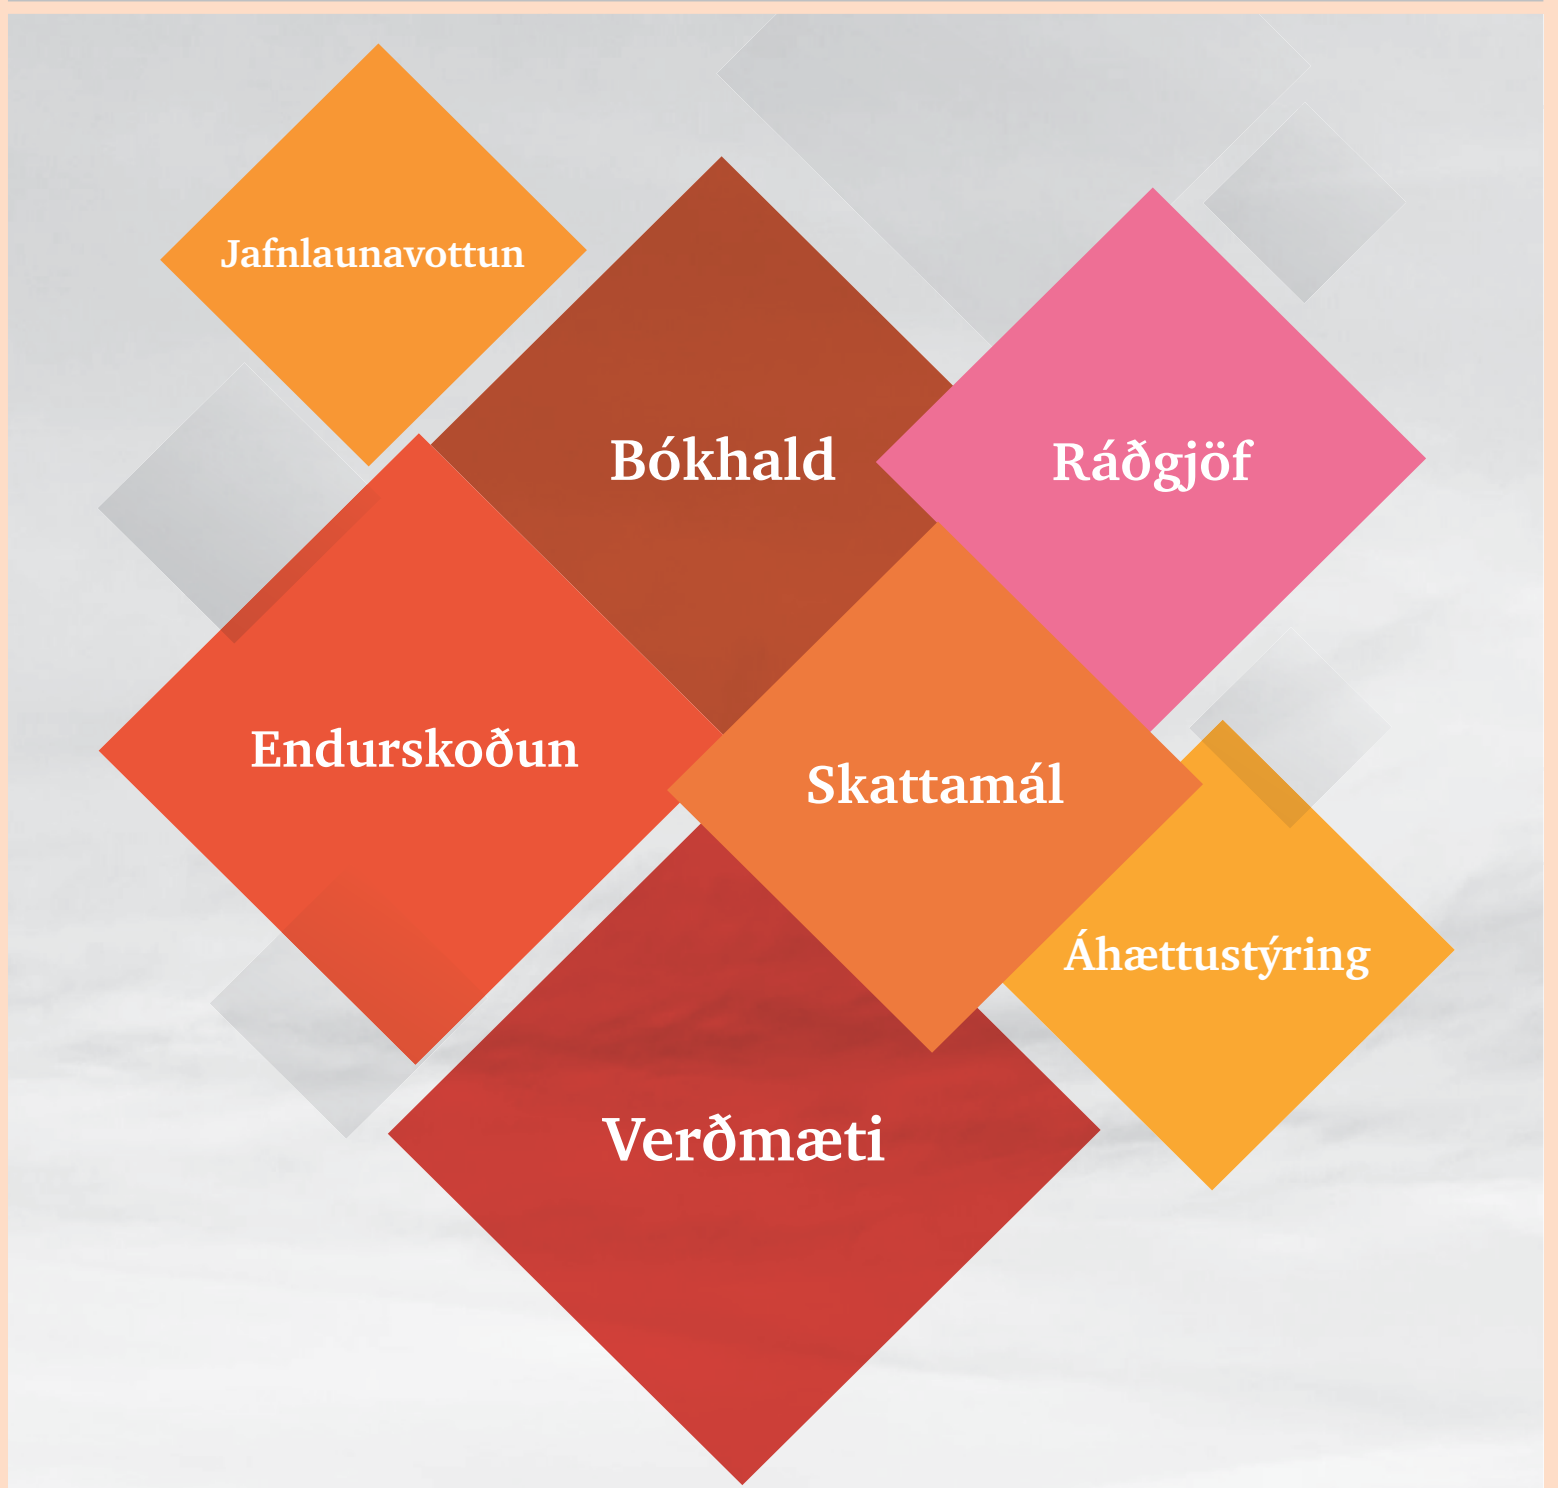 Jafnlaunavottun
Bókhald
Ráðgjöf
Endurskoðun
Skattamál
Áhættustýring
Verðmæti